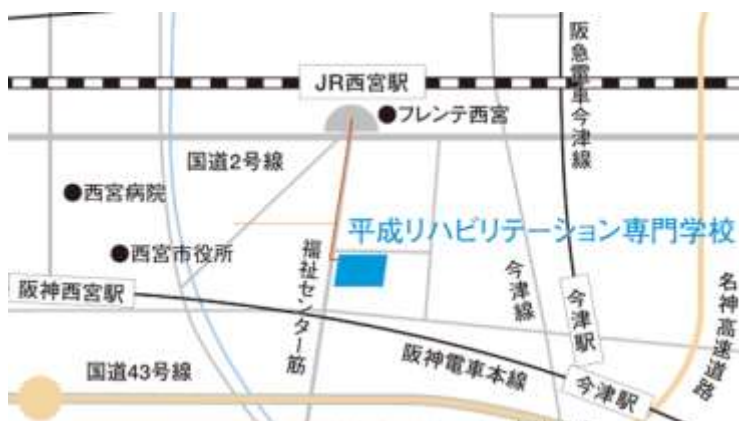 JR西宮駅
フレンテ西宮
阪急電車今津線
国道2号線
西宮病院
平成リハビリテーション専門学校
西宮市役所
福祉センター筋
今津線
今津駅
名神高速道路
阪神西宮駅
阪神電車本線
国道43号線
今津駅